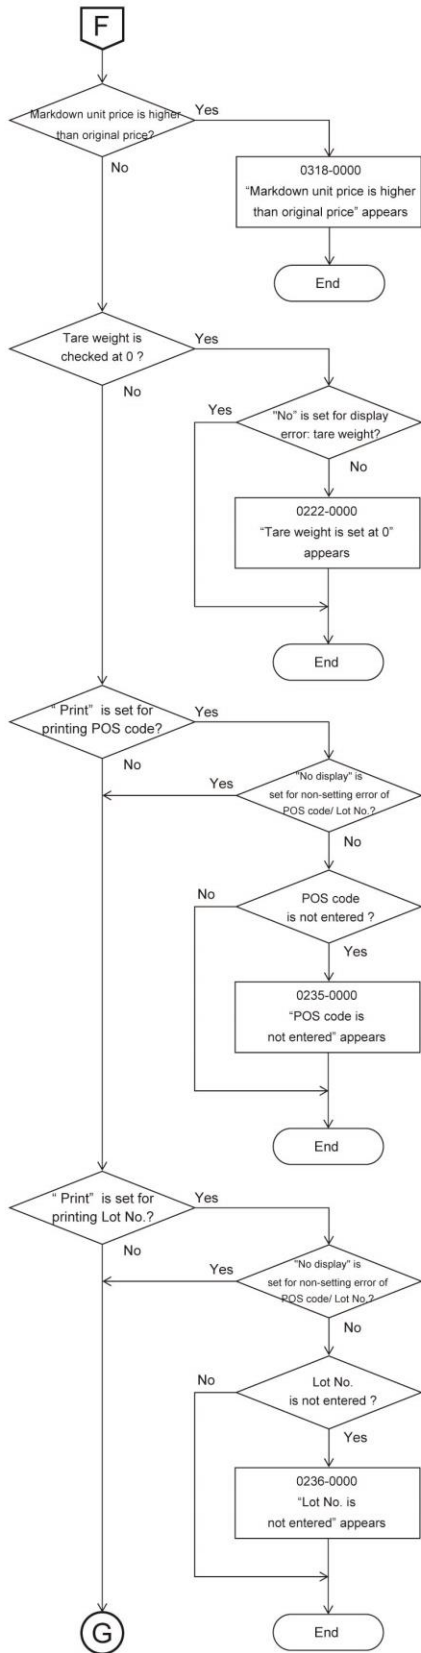 F
Markdown unit price is higher
than original price?
Yes
No
0318-0000
“Markdown unit price is higher
than original price” appears
End
Tare weight is
checked at 0 ?
Yes
No
"No" is set for display
error: tare weight?
Yes
No
0222-0000
“Tare weight is set at 0”
appears
End
“ Print” is set for
printing POS code?
Yes
No
"No display" is
set for non-setting error of
POS code/ Lot No.?
Yes
No
POS code
is not entered ?
No
Yes
0235-0000
“POS code is
not entered” appears
End
“ Print” is set for
printing Lot No.?
Yes
No
"No display" is
set for non-setting error of
POS code/ Lot No.?
Yes
No
Lot No.
is not entered ?
No
Yes
0236-0000
“Lot No. is
not entered” appears
G
End